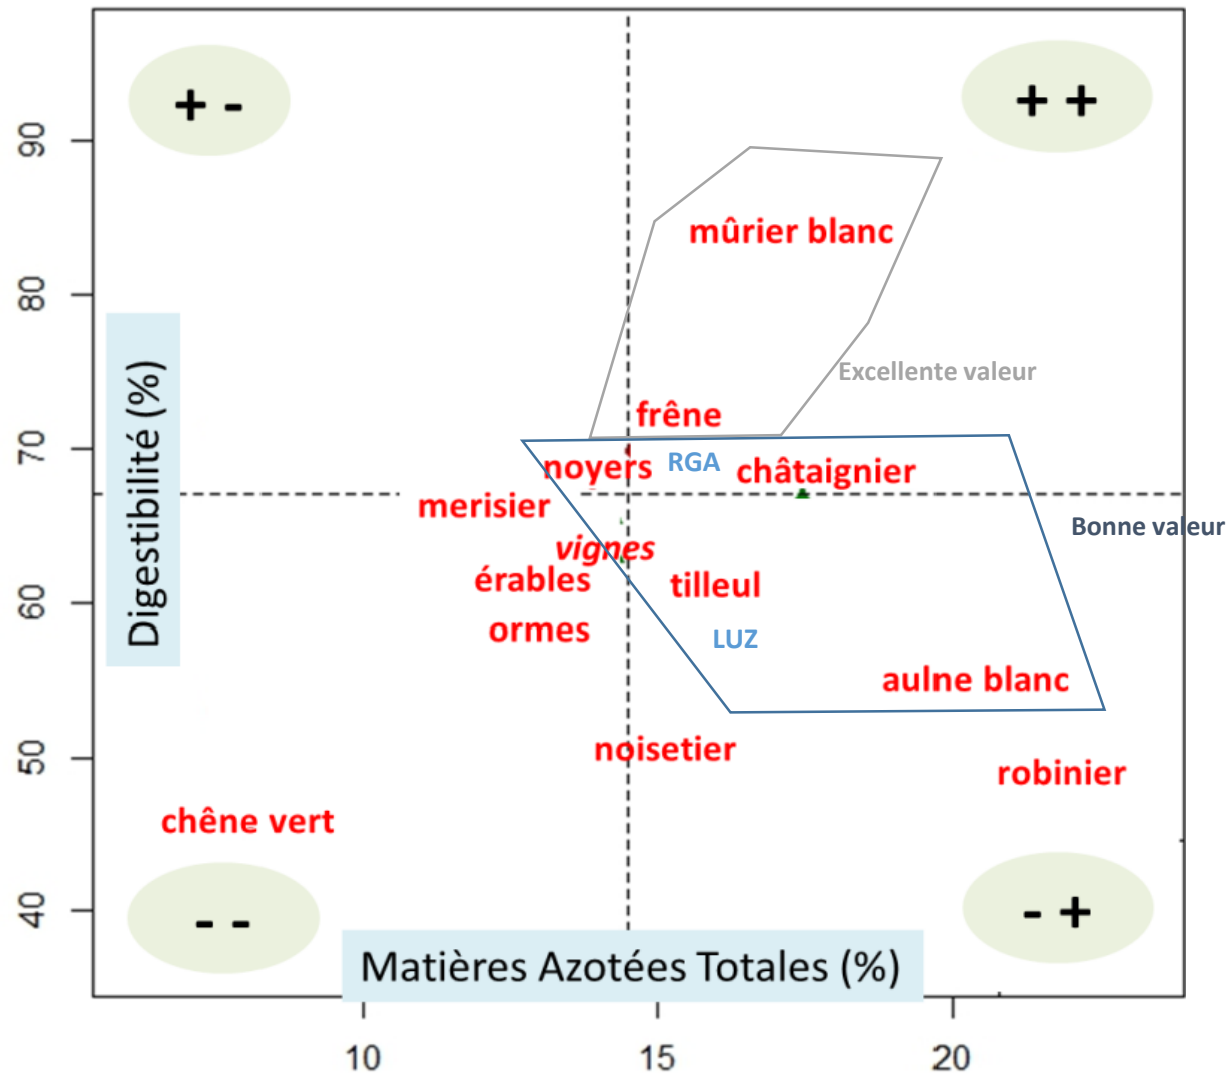 + -
+ +
90
80
70
60
50
40
Digestibilité (%)
mûrier blanc
Excellente valeur
frêne
noyers
RGA
châtaignier
merisier
Bonne valeur
vignes
érables
tilleul
ormes
LUZ
aulne blanc
noisetier
robinier
chêne vert
- -
- +
Matières Azotées Totales (%)
10
15
20